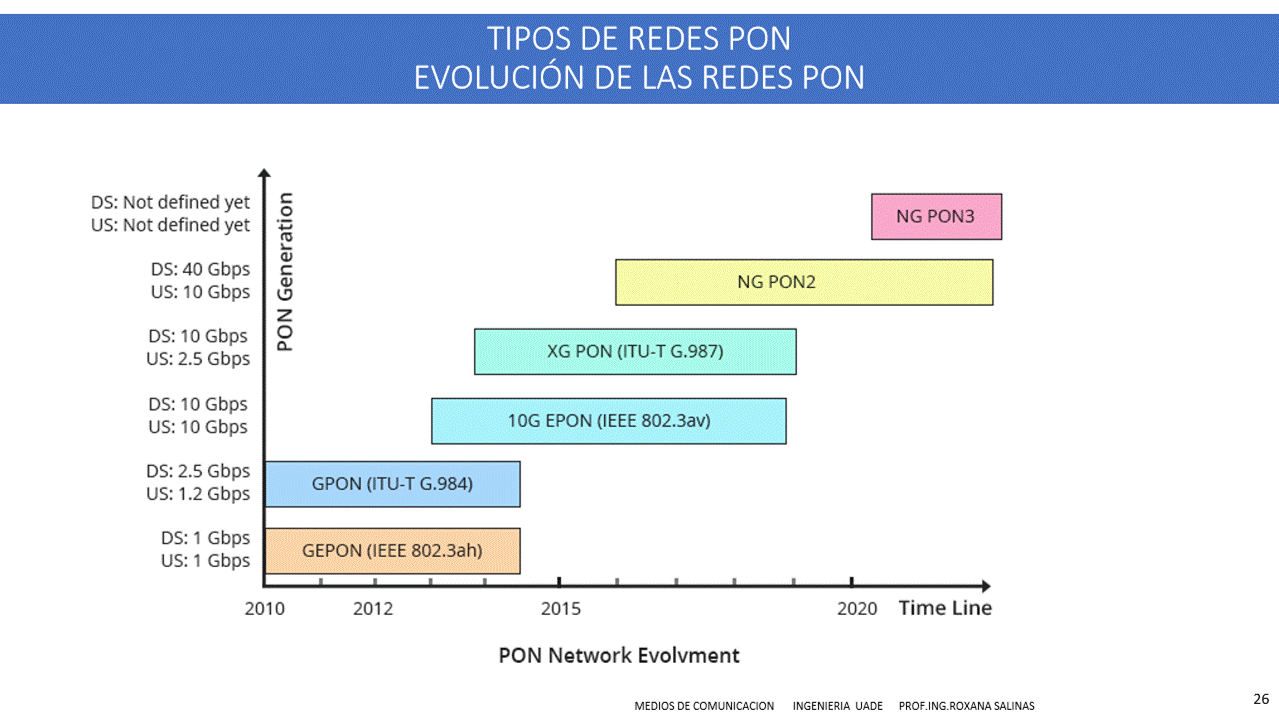 TIPOS DE REDES PON
EVOLUCIÓN DE LAS REDES PON
DS: Not defined yet
US: Not defined yet
PON Generation
NG PON3
DS: 40 Gbps
US: 10 Gbps
NG PON2
DS: 10 Gbps
US: 2.5 Gbps
XG PON (ITU-T G.987)
DS: 10 Gbps
US: 10 Gbps
10G EPON (IEEE 802.3av)
DS: 2.5 Gbps
US: 1.2 Gbps
GPON (ITU-T G.984)
DS: 1 Gbps
US: 1 Gbps
GEPON (IEEE 802.3ah)
2010 2012 2015 2020 Time Line
PON Network Evolvment
MEDIOS DE COMUNICACION INGENIERIA UADE PROF.ING.ROXANA SALINAS
26